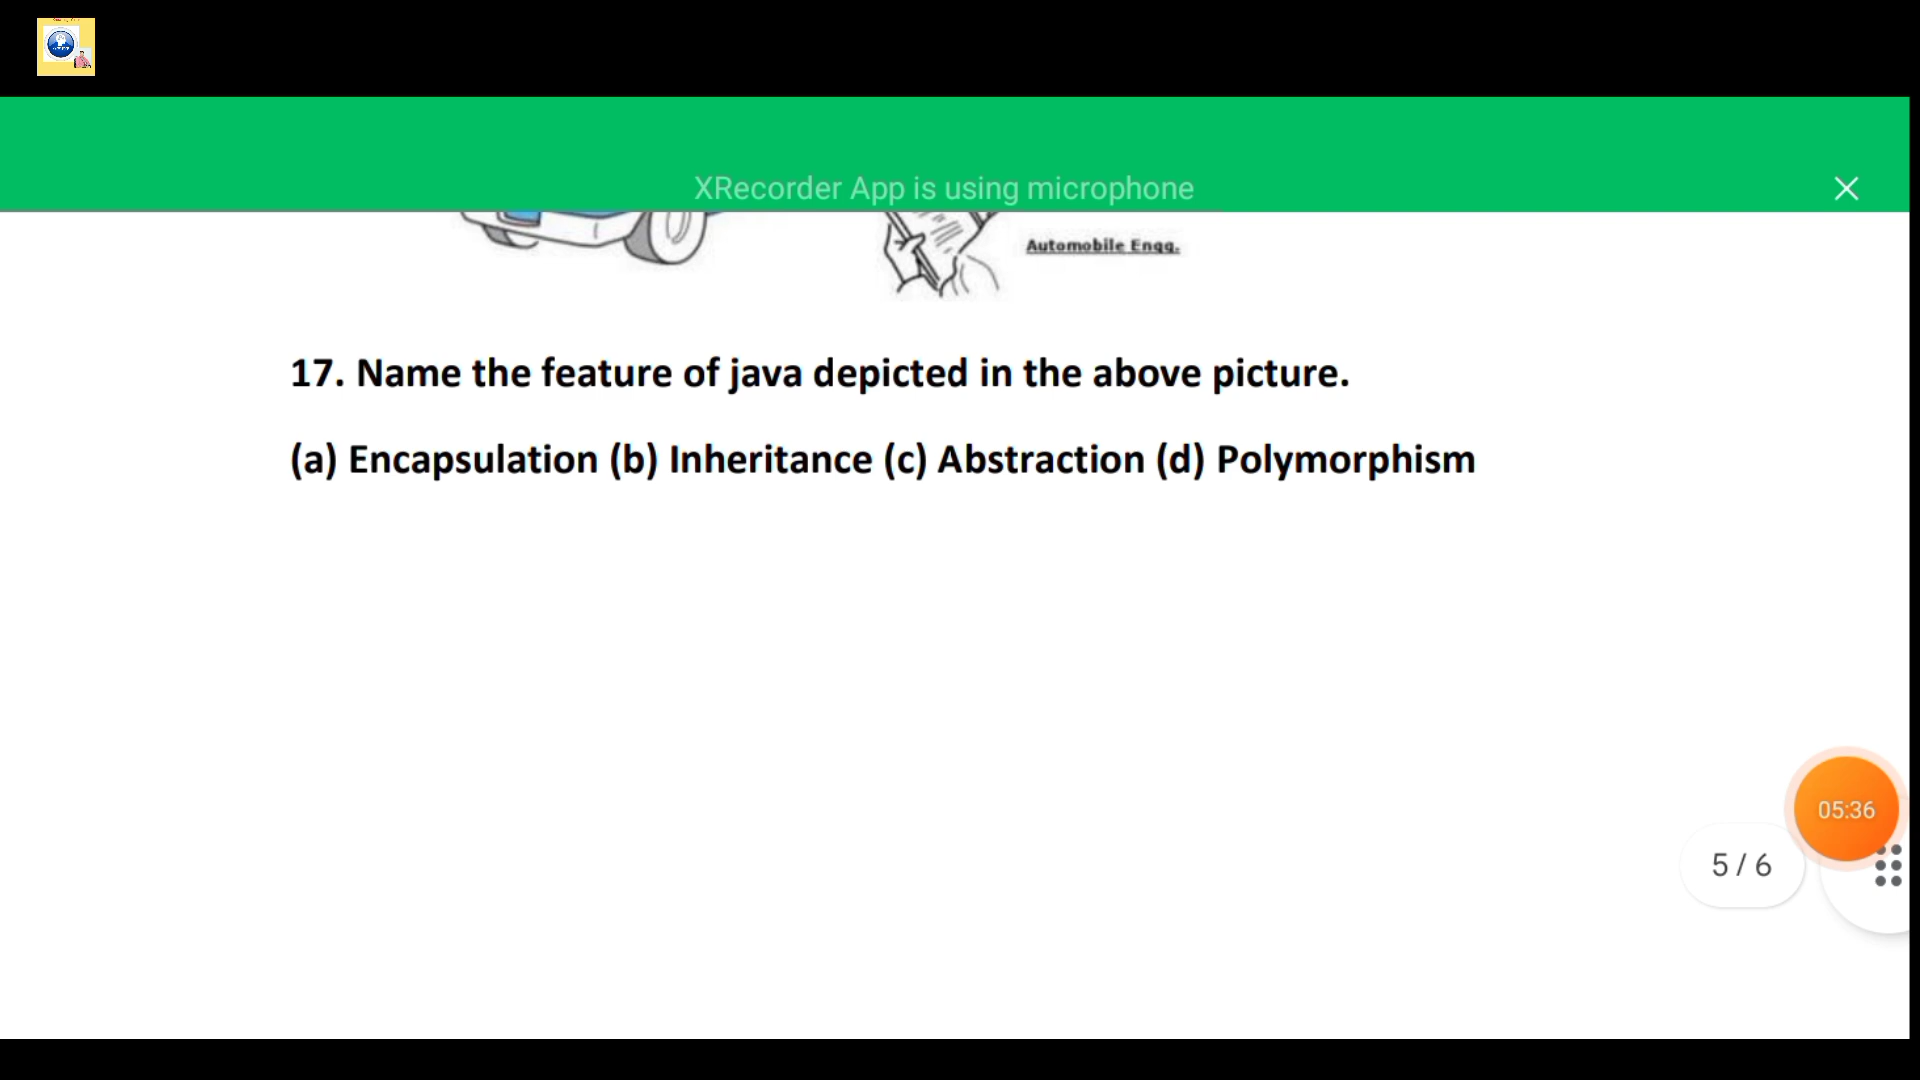 XRecorder App is using microphone
Automobile Engg.
17. Name the feature of java depicted in the above picture.
(a) Encapsulation (b) Inheritance (c) Abstraction (d) Polymorphism
05:36
5 / 6